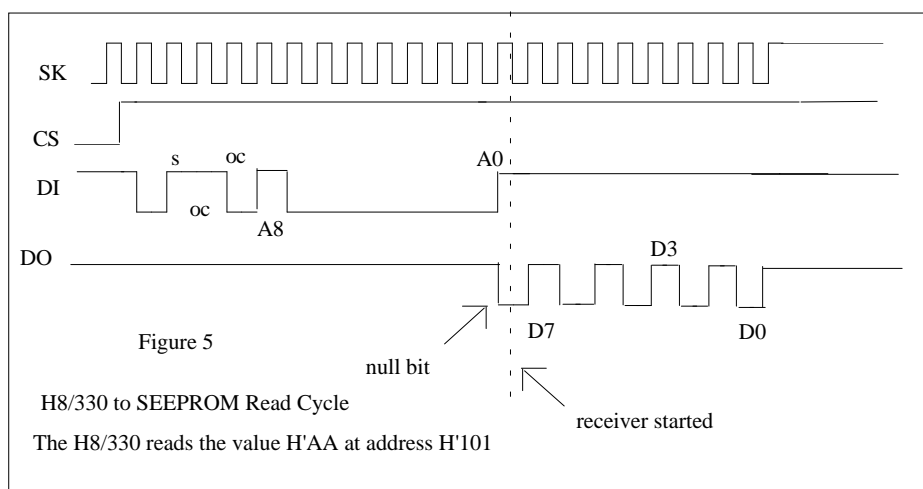 SK
CS
s
oc
A0
DI
oc
A8
DO
D3
D7
D0
Figure 5
null bit
H8/330 to SEEPROM Read Cycle
receiver started
The H8/330 reads the value H'AA at address H'101